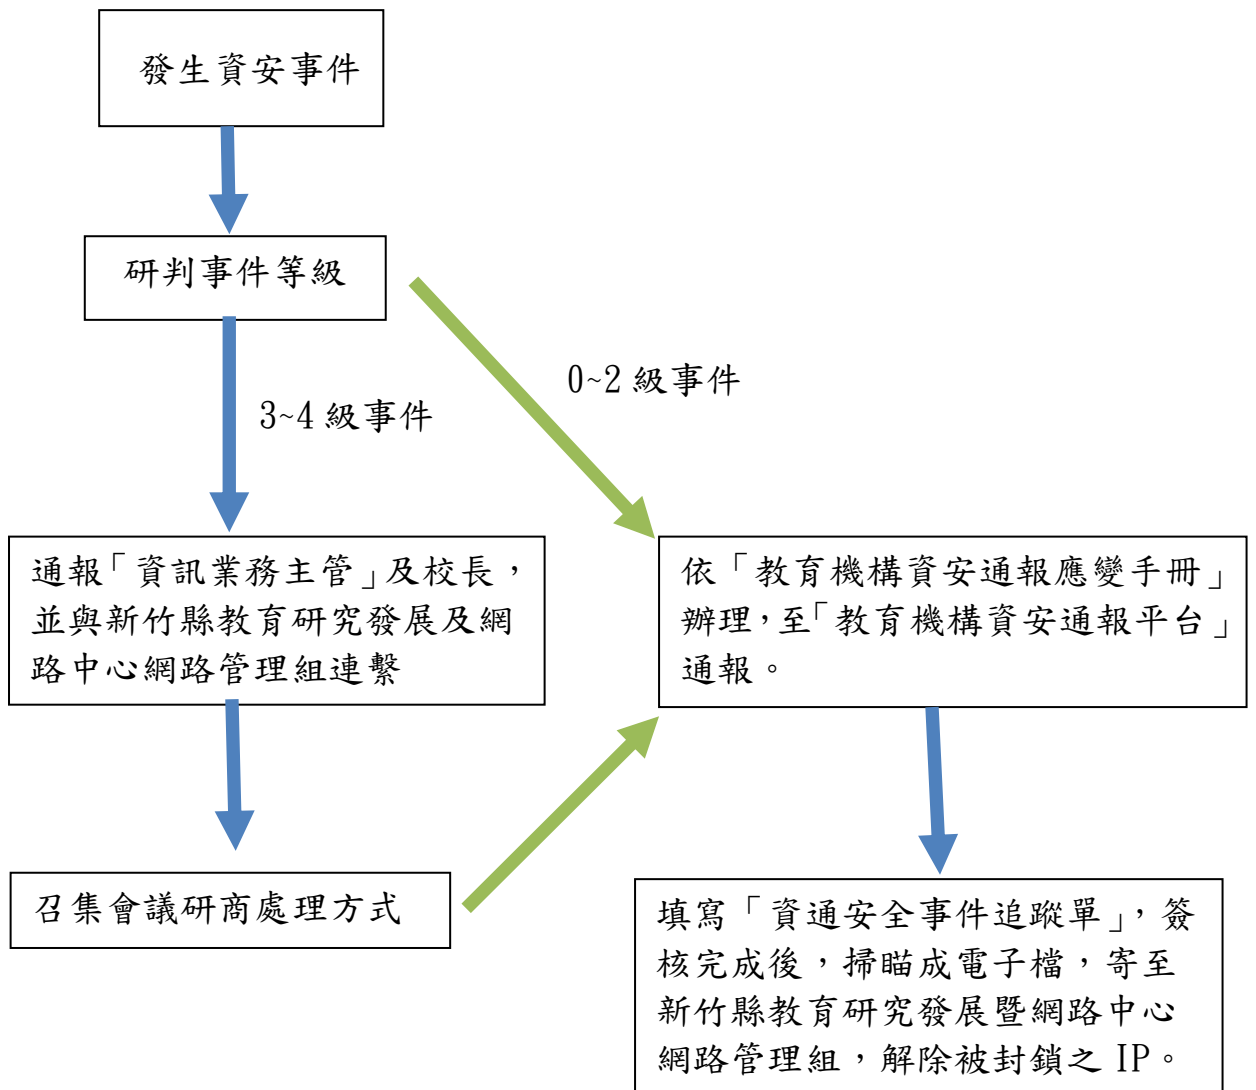 發生資安事件
研判事件等級
0~2 級事件
3~4 級事件
通報「資訊業務主管」及校長，
並與新竹縣教育研究發展及網
路中心網路管理組連繫
依「教育機構資安通報應變手冊」
辦理，至「教育機構資安通報平台」
通報。
召集會議研商處理方式
填寫「資通安全事件追蹤單」，簽
核完成後，掃瞄成電子檔，寄至
新竹縣教育研究發展暨網路中心
網路管理組，解除被封鎖之 IP。